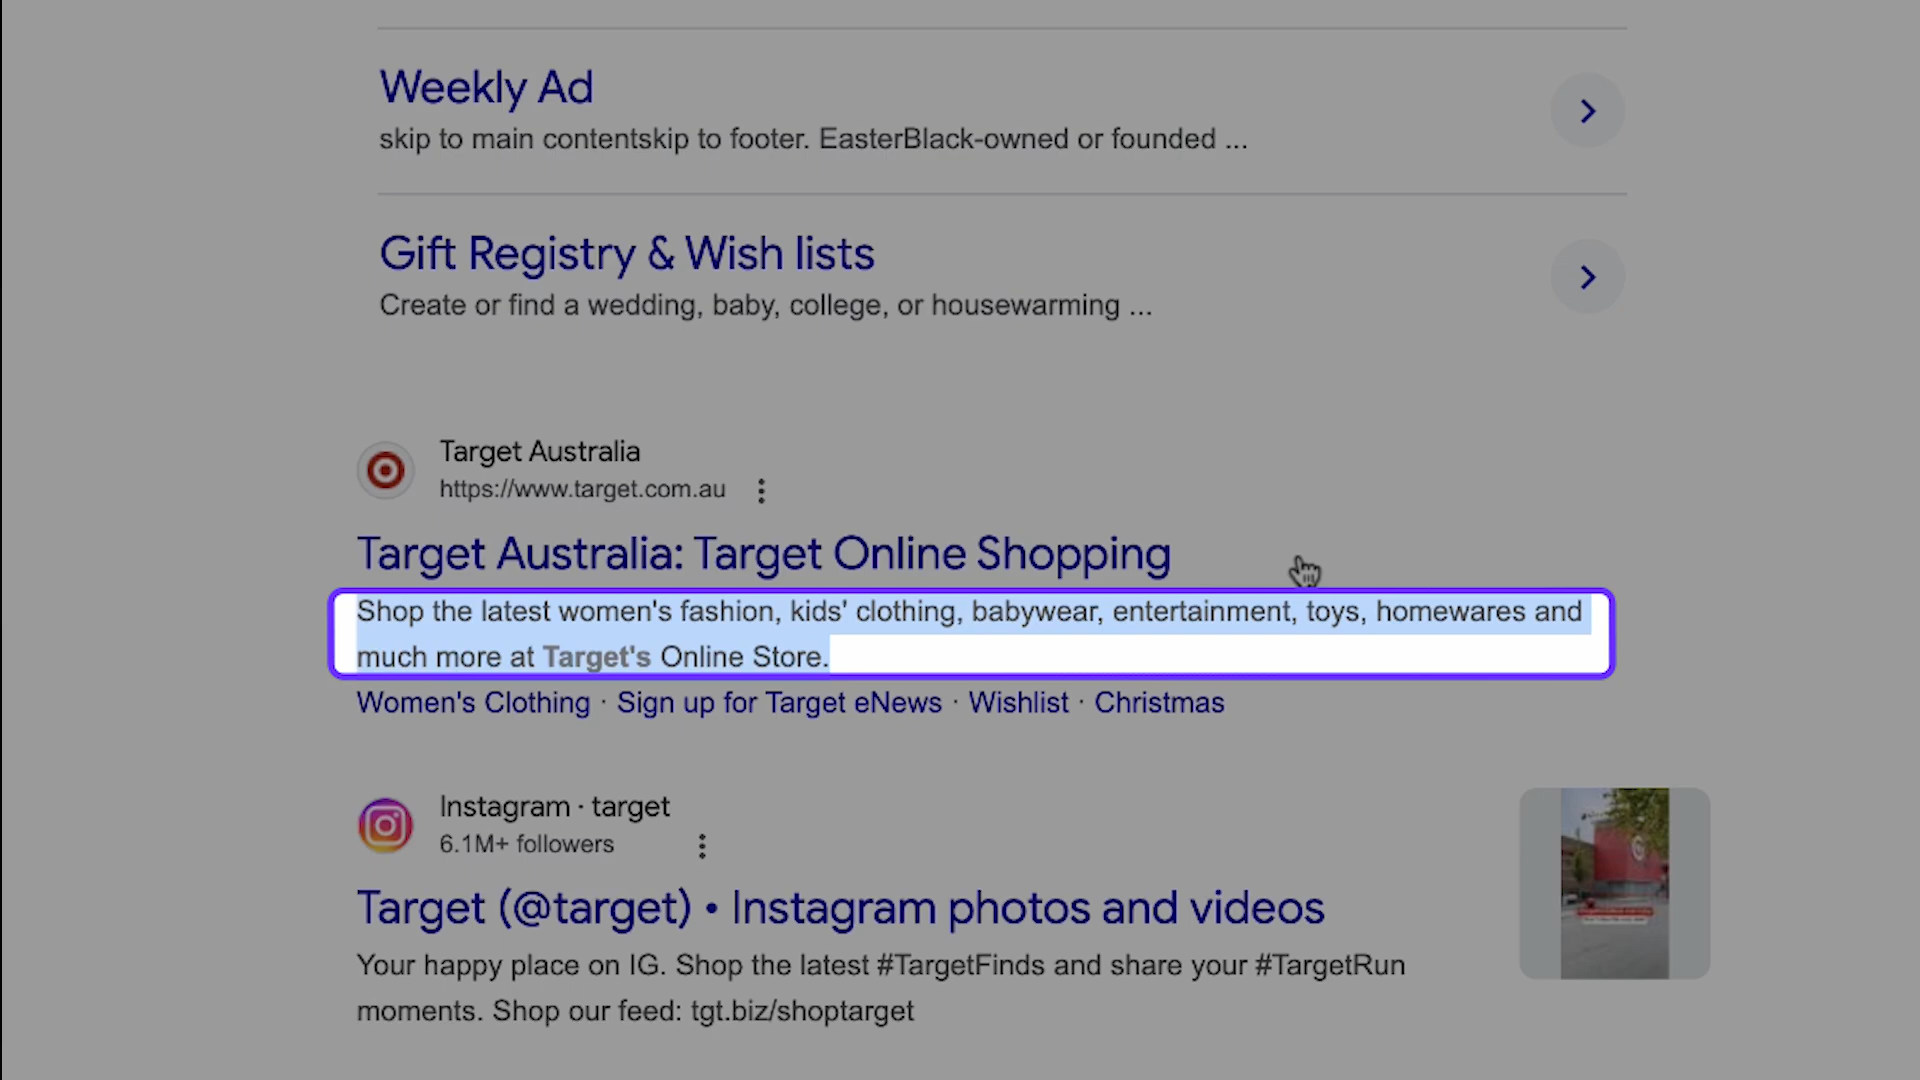 Weekly Ad
skip to main contentskip to footer. EasterBlack-owned or founded ...
Gift Registry & Wish lists
Create or find a wedding, baby, college, or housewarming ...
Target Australia
https://www.target.com.au
Target Australia: Target Online Shopping
Shop the latest women's fashion, kids' clothing, babywear, entertainment, toys, homewares and
much more at Target's Online Store.
Women's Clothing · Sign up for Target eNews · Wishlist · Christmas
Instagram · target
6.1M+ followers
Target (@target) • Instagram photos and videos
Your happy place on IG. Shop the latest #TargetFinds and share your #TargetRun
moments. Shop our feed: tgt.biz/shoptarget